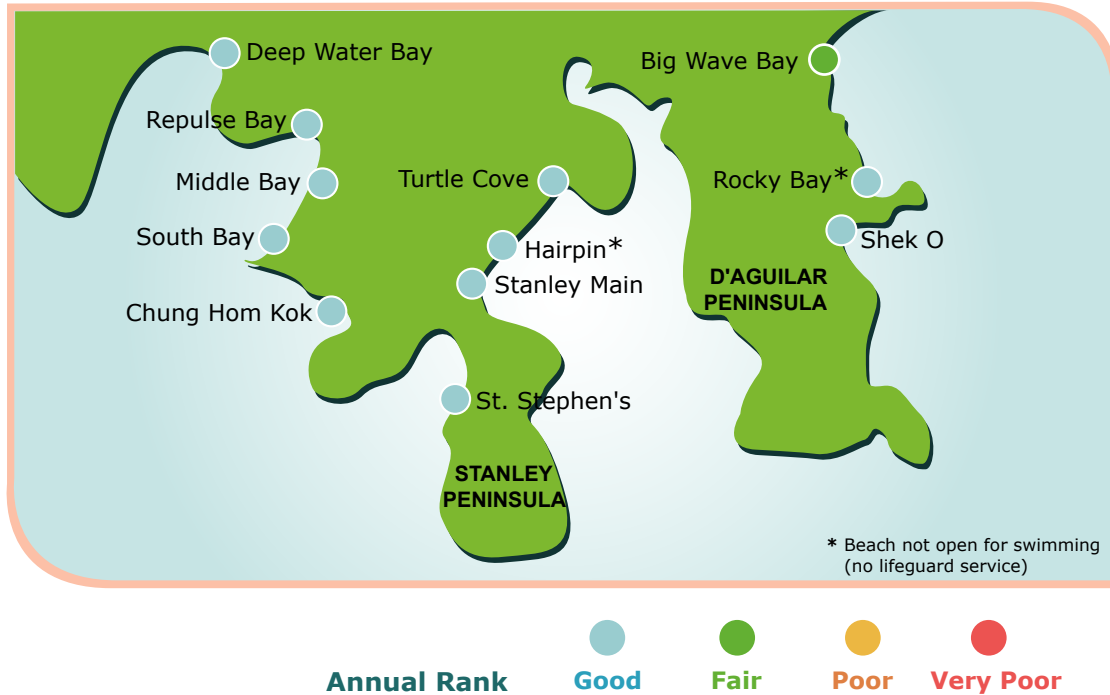 Deep Water Bay
Big Wave Bay
Repulse Bay
Middle Bay
Turtle Cove
Rocky Bay*
South Bay
Hairpin*
Shek O
Stanley Main
D'AGUILAR
PENINSULA
Chung Hom Kok
St. Stephen's
STANLEY
PENINSULA
* Beach not open for swimming
(no lifeguard service)
Annual Rank
Good
Fair
Poor
Very Poor